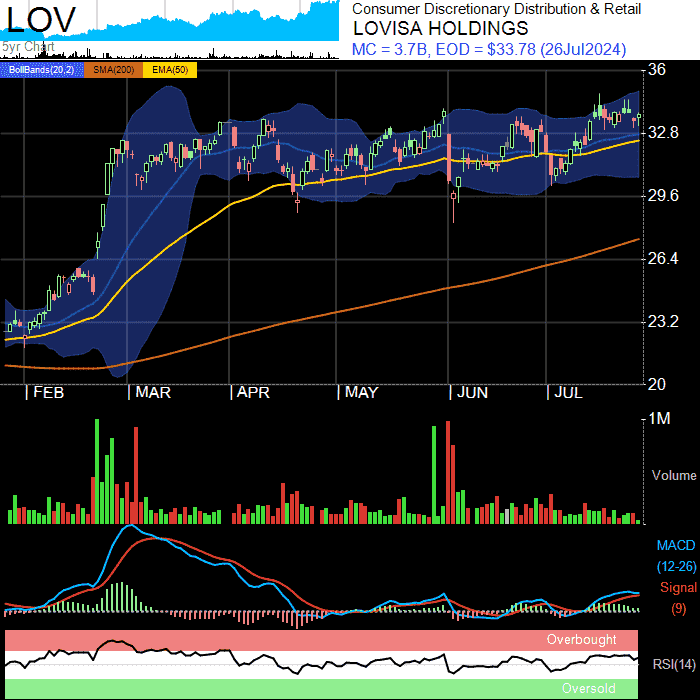 LOV
5yr Chart
Consumer Discretionary Distribution & Retail
LOVISA HOLDINGS
MC = 3.7B, EOD = $33.78 (26Jul2024)
BollBands(20,2) SMA(200) EMA(50)
36
32.8
29.6
26.4
23.2
20
FEB MAR APR MAY JUN JUL
1M
Volume
MACD
(12-26)
Signal
(9)
Overbought
RSI(14)
Oversold